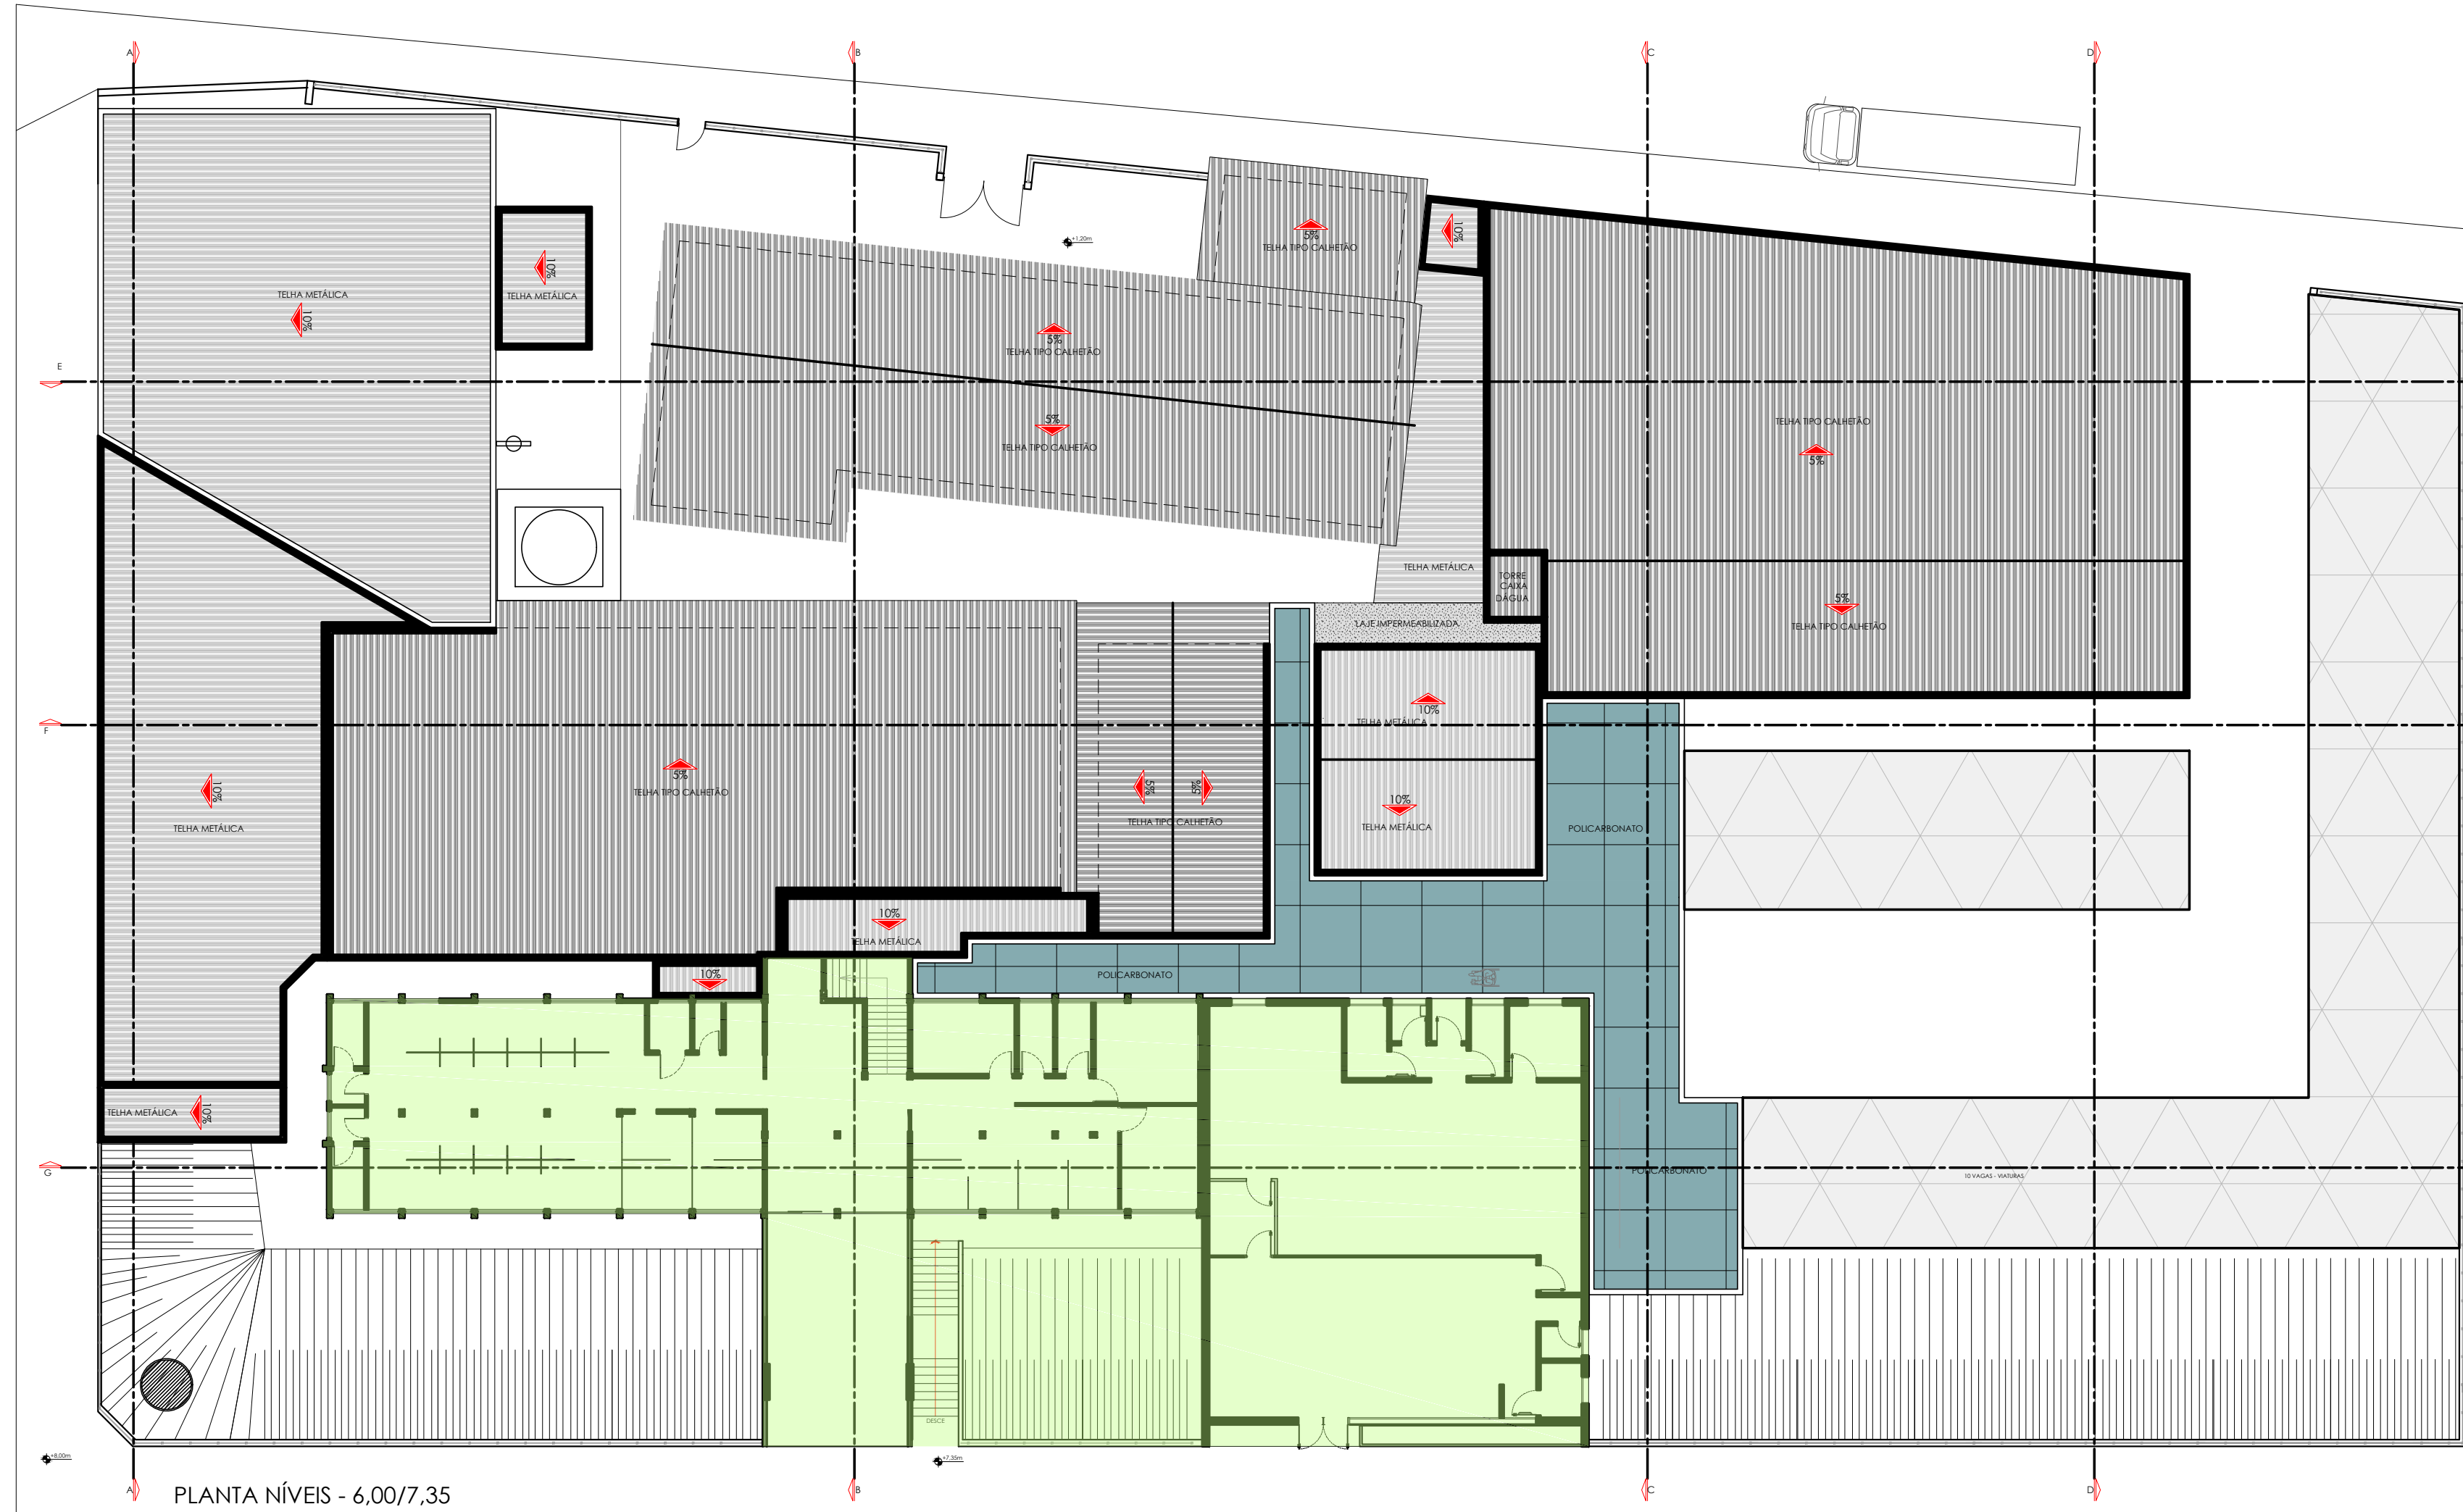 A
B
C
D
+1,20m
5%
TELHA TIPO CALHETÃO
10%
10%
TELHA METÁLICA
TELHA METÁLICA
10%
5%
TELHA TIPO CALHETÃO
E
5%
TELHA TIPO CALHETÃO
TELHA TIPO CALHETÃO
5%
TELHA METÁLICA
TORRE
CAIXA
DÁGUA
5%
TELHA TIPO CALHETÃO
LAJE IMPERMEABILIZADA
10%
TELHA METÁLICA
F
5%
TELHA TIPO CALHETÃO
10%
TELHA METÁLICA
5%
5%
TELHA TIPO CALHETÃO
10%
TELHA METÁLICA
POLICARBONATO
10%
TELHA METÁLICA
10%
POLICARBONATO
TELHA METÁLICA
10%
G
POLICARBONATO
10 VAGAS - VIATURAS
DESCE
+8,00m
+7,35m
A
B
C
D
PLANTA NÍVEIS - 6,00/7,35